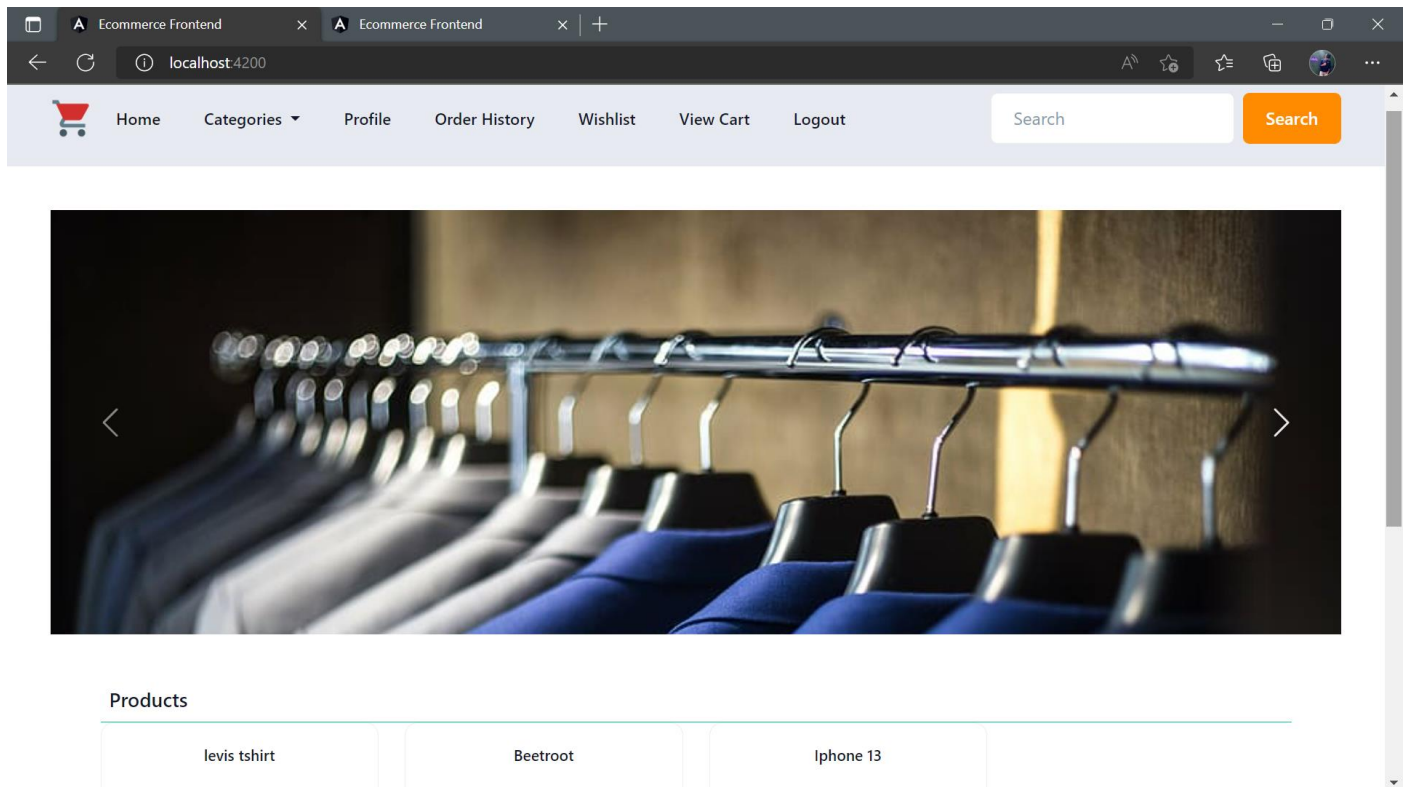 Ecommerce Frontend Ecommerce Frontend
localhost:4200
Home Categories Profile Order History Wishlist View Cart Logout Search Search
Products
levis tshirt Beetroot Iphone 13